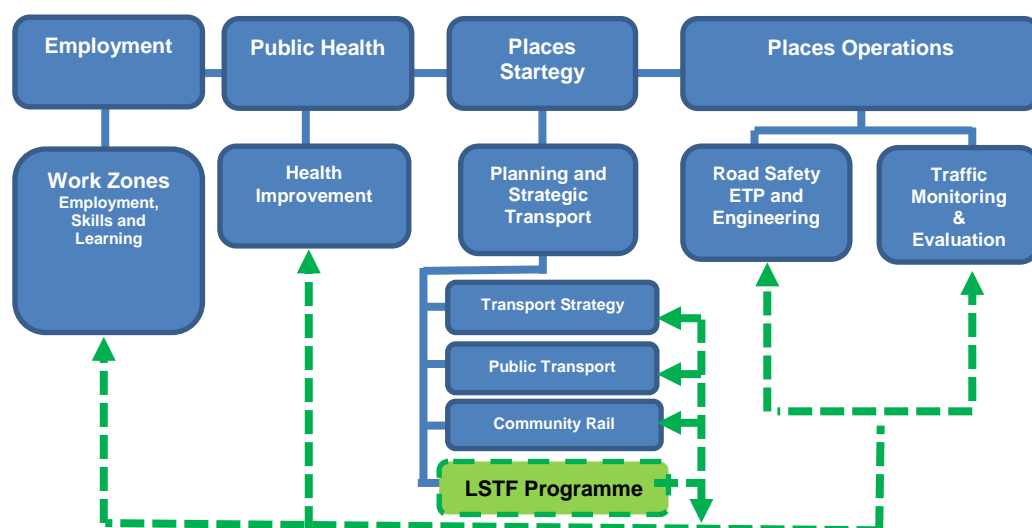 Employment
Public Health
Places
Startegy
Places Operations
Work Zones
Employment,
Skills and
Learning
Health
Improvement
Planning and
Strategic
Transport
Road Safety
ETP and
Engineering
Traffic
Monitoring
&
Evaluation
Transport Strategy
Public Transport
Community Rail
LSTF Programme